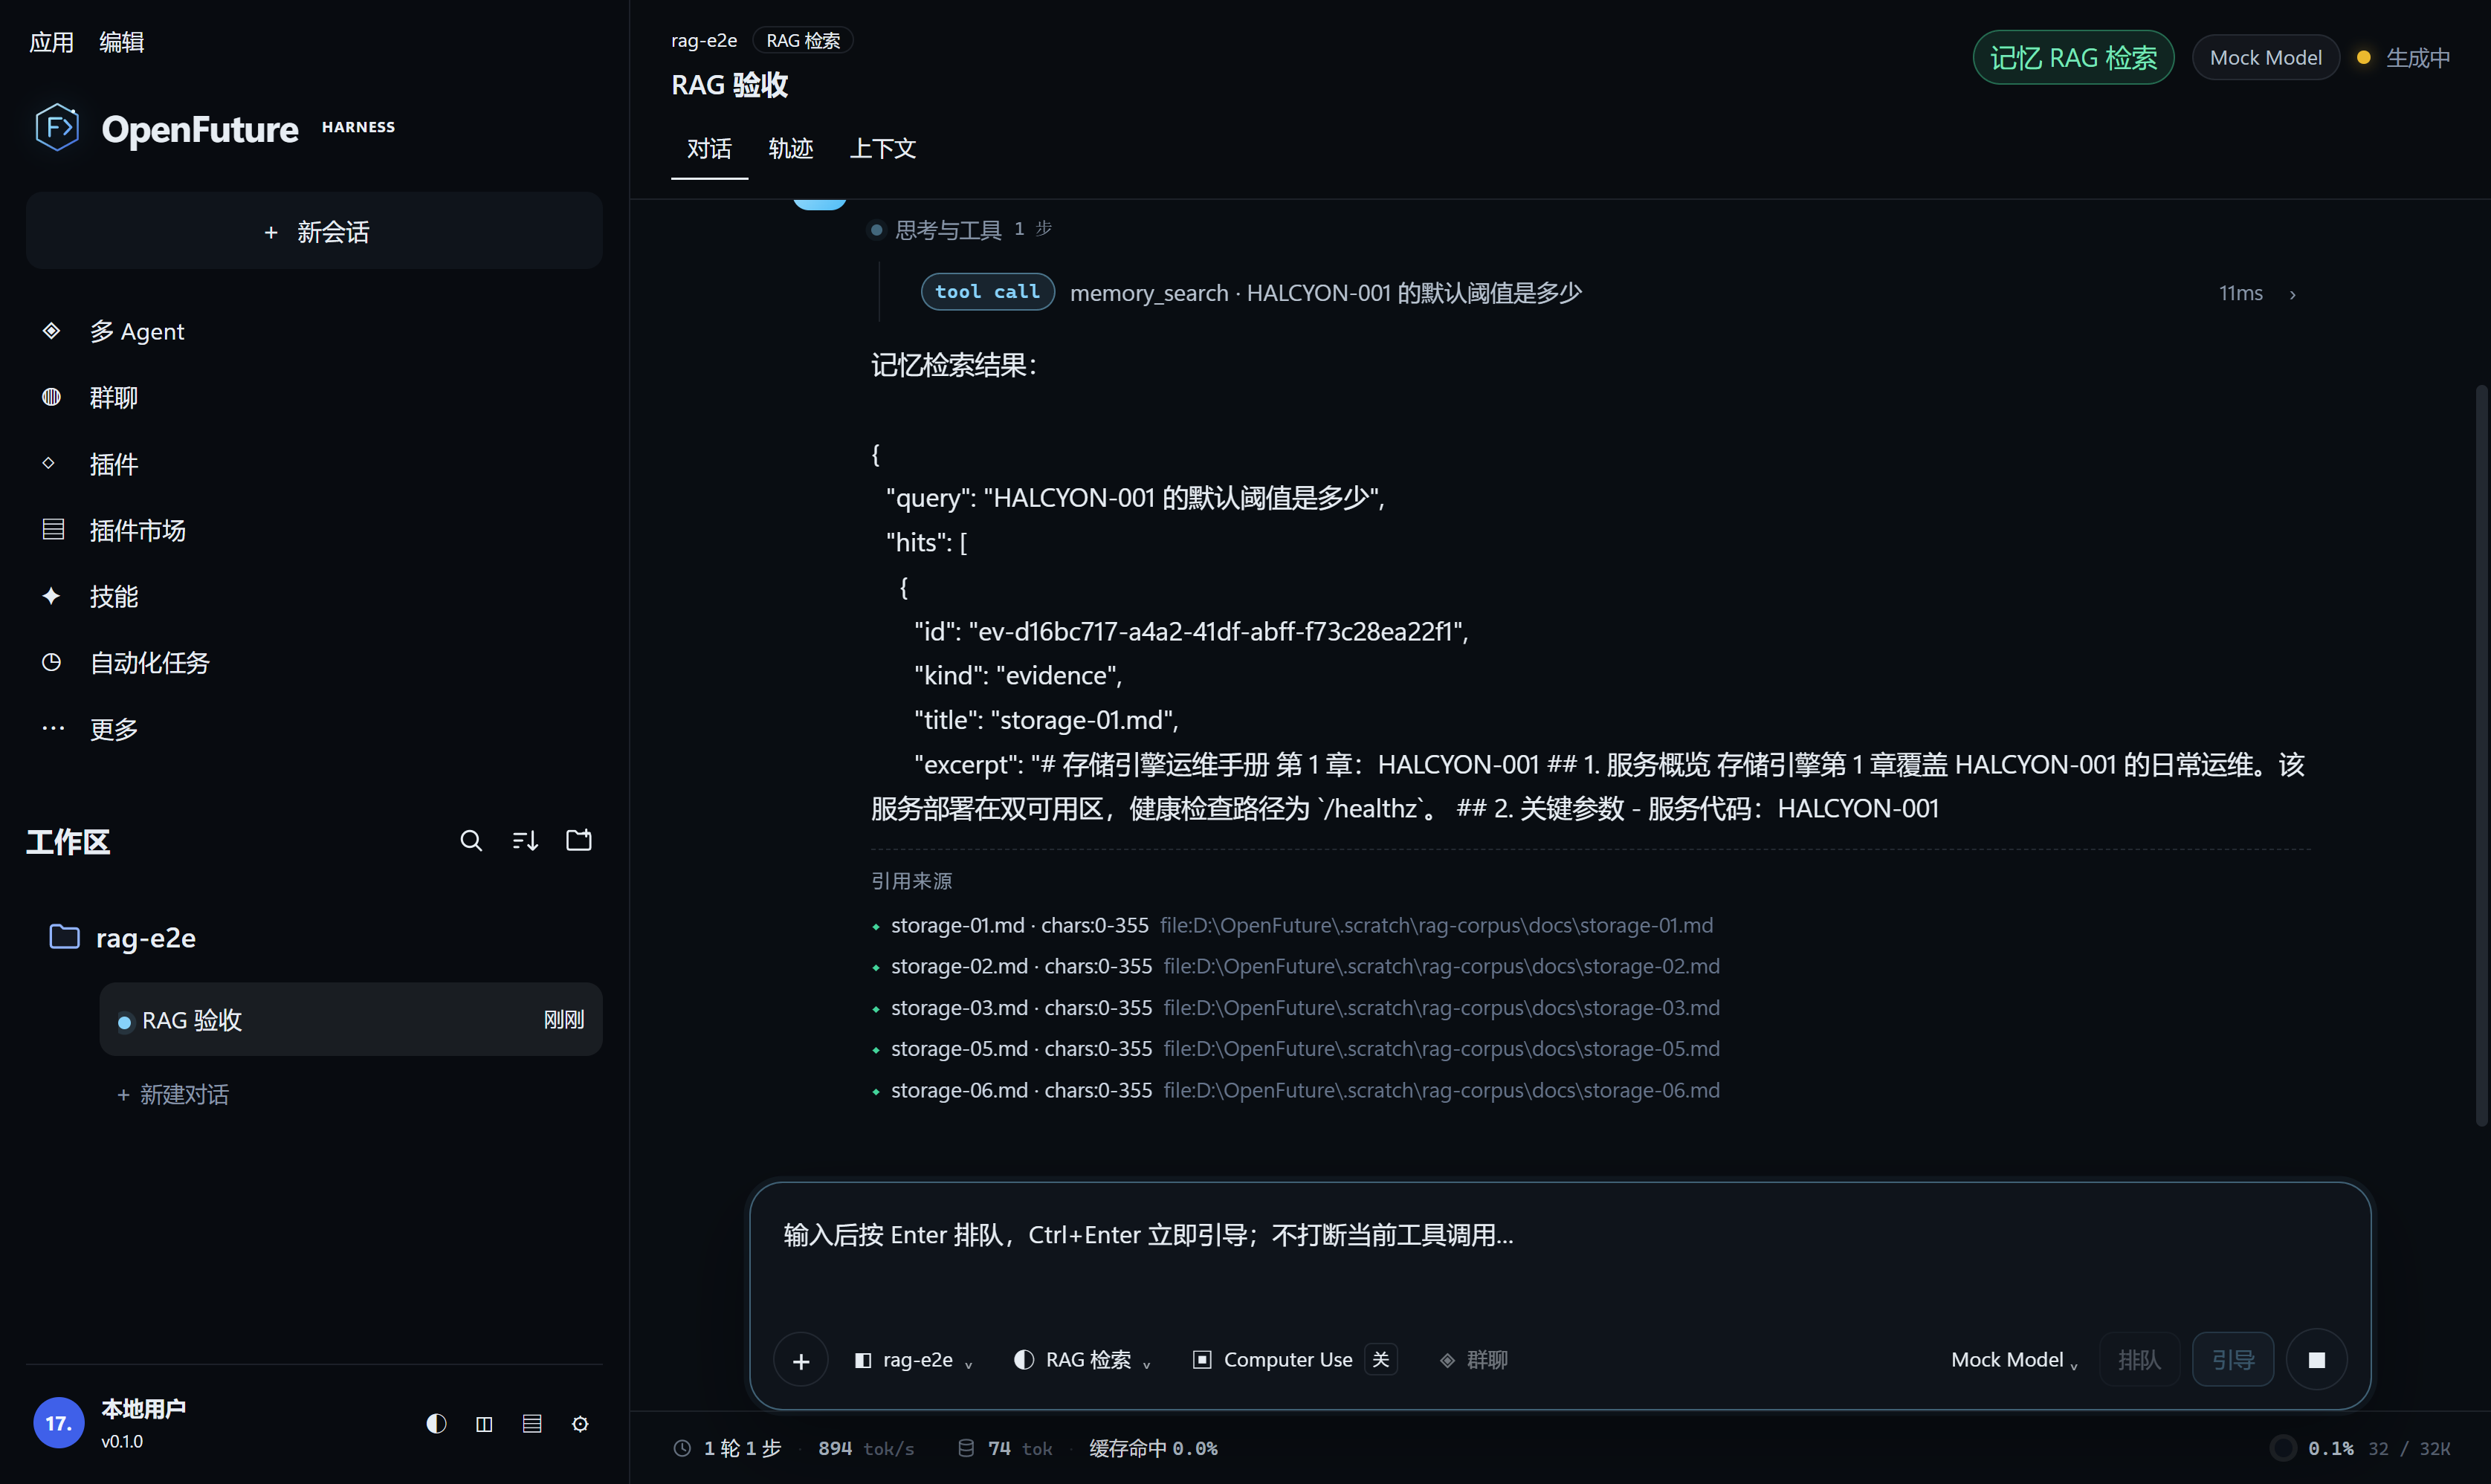 应用 编辑
OpenFuture HARNESS
+ 新会话
多 Agent
群聊
插件
插件市场
技能
自动化任务
更多
工作区
rag-e2e
RAG 验收 刚刚
+ 新建对话
17.
本地用户
v0.1.0
rag-e2e RAG 检索
RAG 验收
记忆 RAG 检索 Mock Model 生成中
对话 轨迹 上下文
思考与工具 1 步
tool call memory_search · HALCYON-001 的默认阈值是多少 11ms ›
记忆检索结果：
{
"query": "HALCYON-001 的默认阈值是多少",
"hits": [
{
"id": "ev-d16bc717-a4a2-41df-abff-f73c28ea22f1",
"kind": "evidence",
"title": "storage-01.md",
"excerpt": "# 存储引擎运维手册 第 1 章：HALCYON-001 ## 1. 服务概览 存储引擎第 1 章覆盖 HALCYON-001 的日常运维。该
服务部署在双可用区，健康检查路径为 `/healthz`。 ## 2. 关键参数 - 服务代码：HALCYON-001
引用来源
storage-01.md · chars:0-355 file:D:\OpenFuture\.scratch\rag-corpus\docs\storage-01.md
storage-02.md · chars:0-355 file:D:\OpenFuture\.scratch\rag-corpus\docs\storage-02.md
storage-03.md · chars:0-355 file:D:\OpenFuture\.scratch\rag-corpus\docs\storage-03.md
storage-05.md · chars:0-355 file:D:\OpenFuture\.scratch\rag-corpus\docs\storage-05.md
storage-06.md · chars:0-355 file:D:\OpenFuture\.scratch\rag-corpus\docs\storage-06.md
输入后按 Enter 排队，Ctrl+Enter 立即引导；不打断当前工具调用...
+ rag-e2e RAG 检索 Computer Use 关 群聊 Mock Model 排队 引导
1 轮 1 步 · 894 tok/s 74 tok · 缓存命中 0.0% 0.1% 32 / 32K